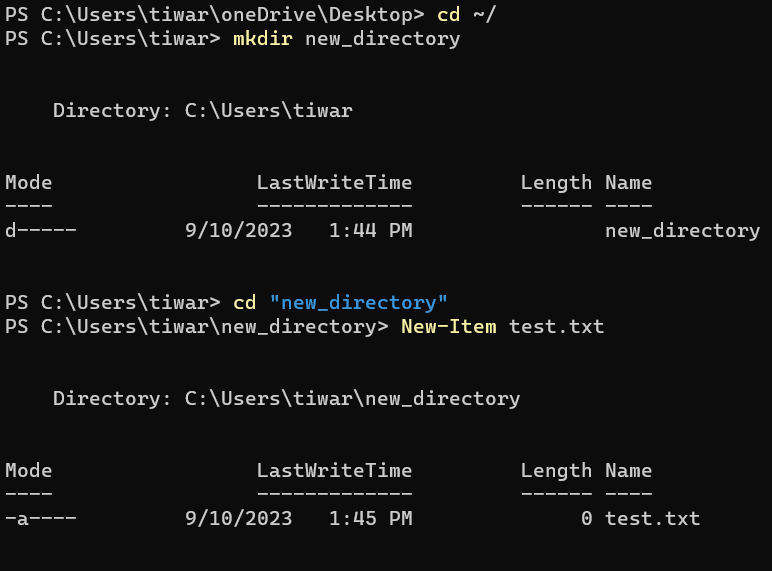 PS C:\Users\tiwar\oneDrive\Desktop> cd ~/
PS C:\Users\tiwar> mkdir new_directory
    Directory: C:\Users\tiwar
Mode                 LastWriteTime         Length Name
----                 -------------         ------ ----
d-----         9/10/2023   1:44 PM                new_directory
PS C:\Users\tiwar> cd "new_directory"
PS C:\Users\tiwar\new_directory> New-Item test.txt
    Directory: C:\Users\tiwar\new_directory
Mode                 LastWriteTime         Length Name
----                 -------------         ------ ----
-a----         9/10/2023   1:45 PM              0 test.txt